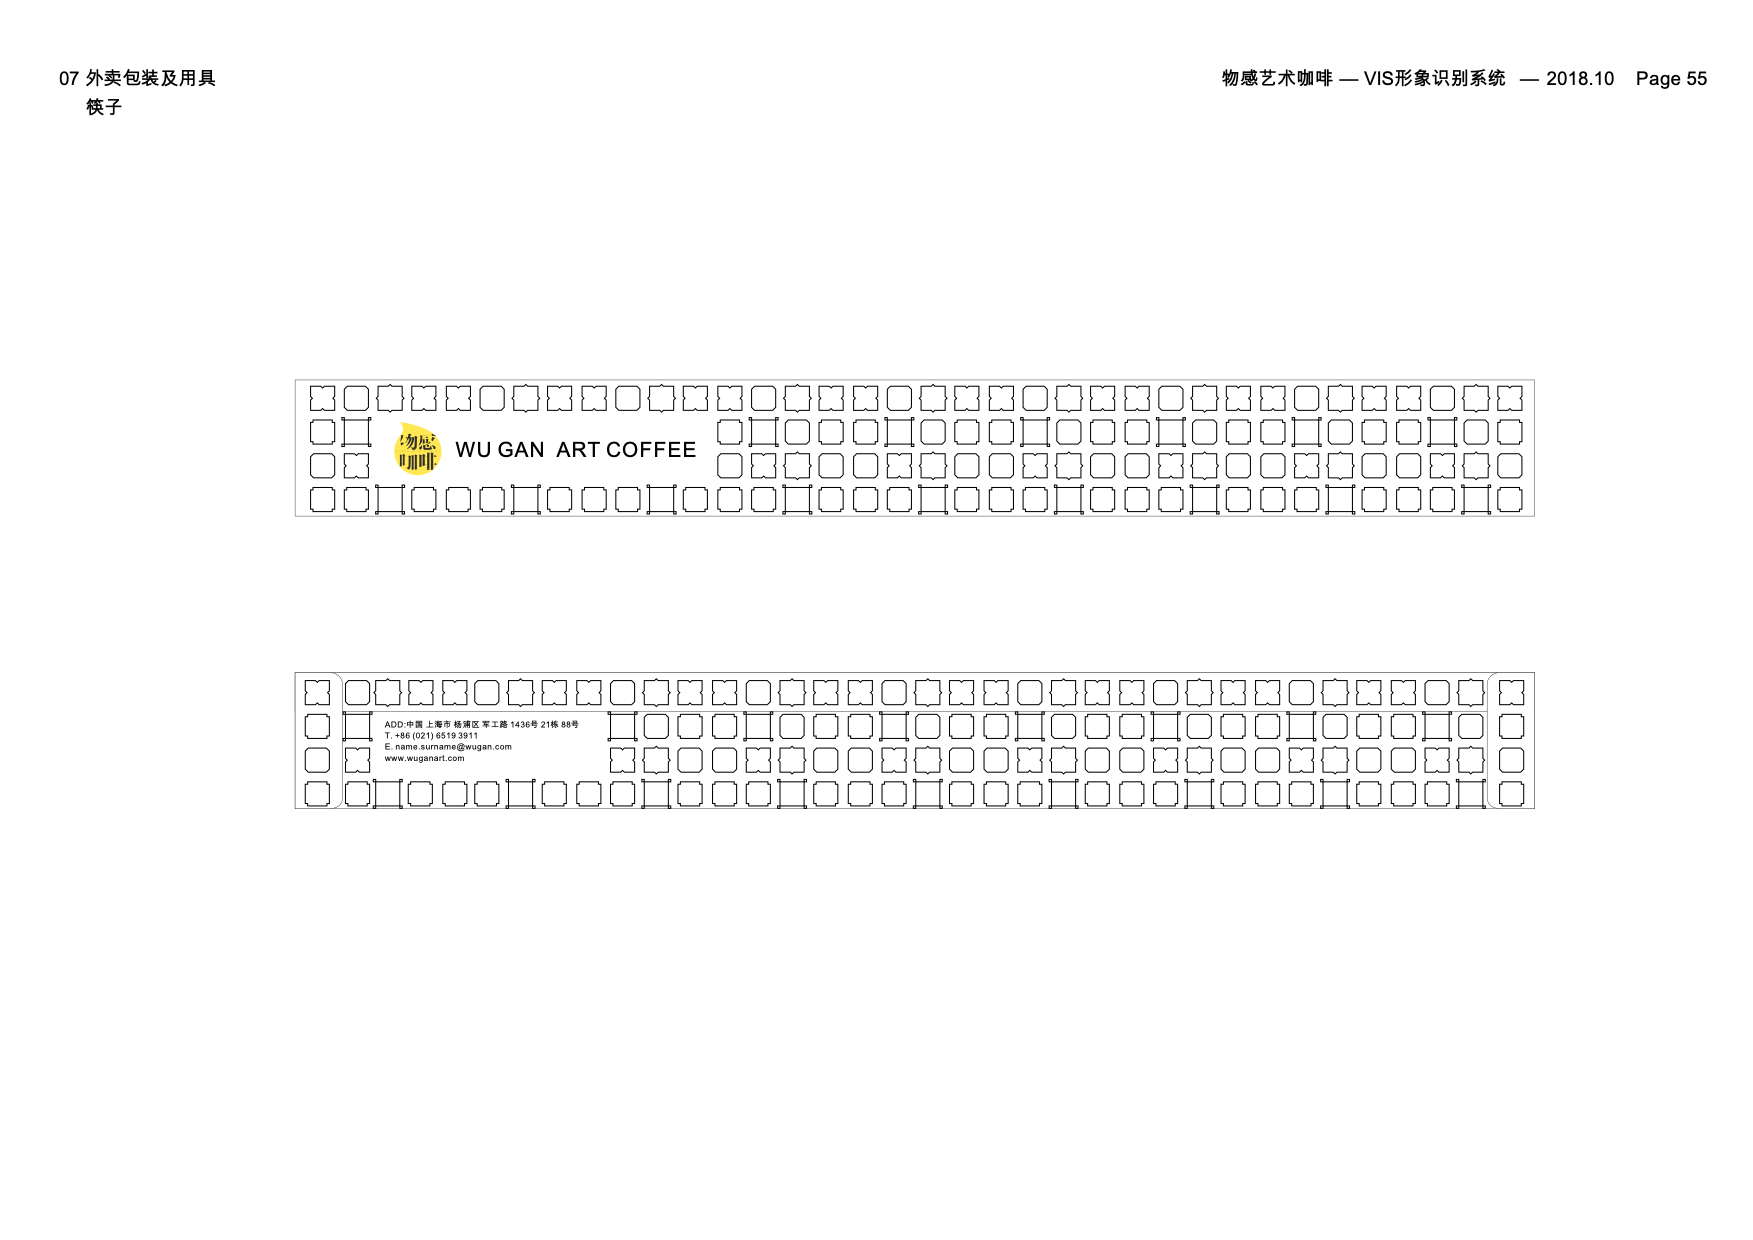 07 外卖包装及用具
筷子
物感艺术咖啡 — VIS形象识别系统 — 2018.10 Page 55
物感
咖啡
WU GAN ART COFFEE
ADD:中国 上海市 杨浦区 军工路 1436号 21栋 88号
T. +86 (021) 6519 3911
E. name.surname@wugan.com
www.wuganart.com